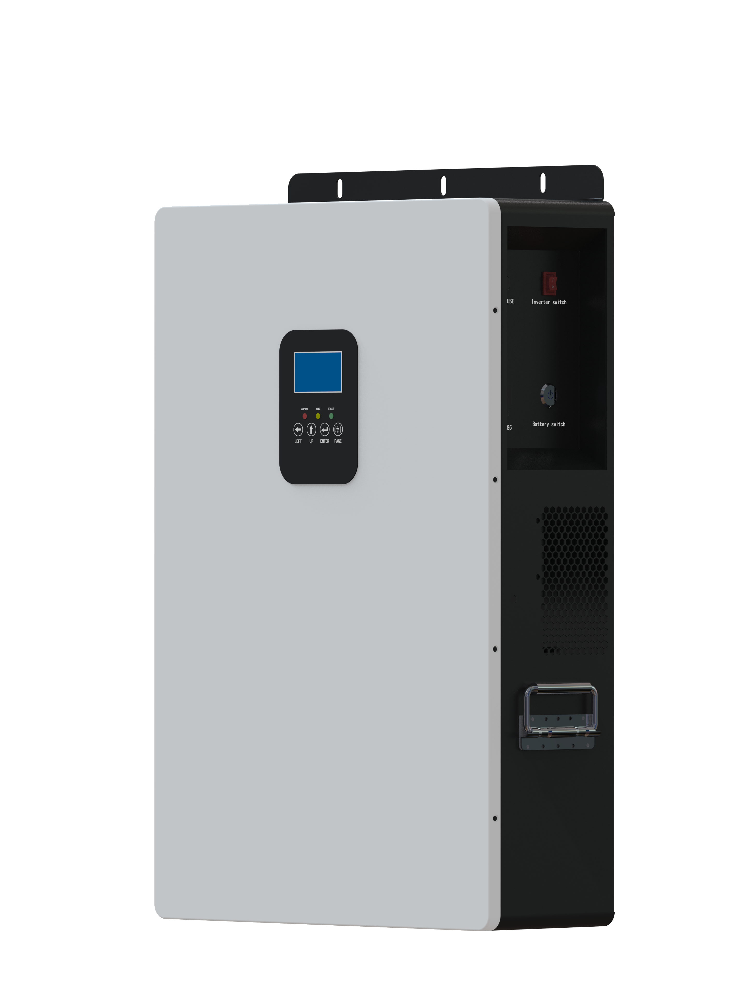 AC/INV CHG FAULT
LEFT UP ENTER PAGE
USE Inverter switch
85 Battery switch